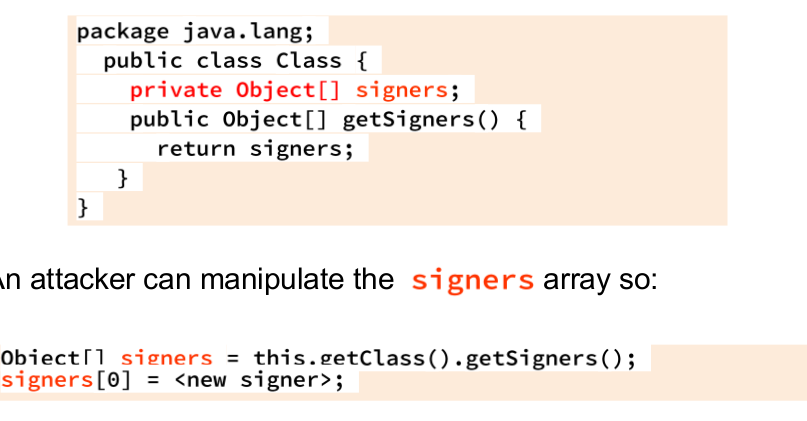 package java.lang;
public class Class {
private Object[] signers;
public Object[] getSigners() {
return signers;
}
}
An attacker can manipulate the signers array so:
Object[] signers = this.getClass().getSigners();
signers[0] = <new signer>;